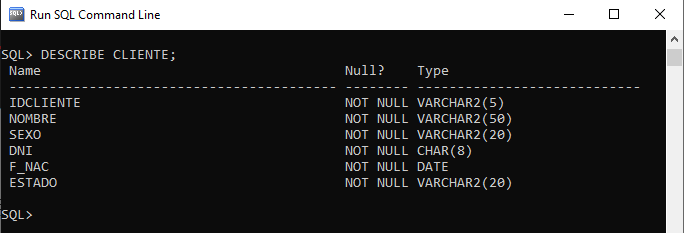 Run SQL Command Line
SQL> DESCRIBE CLIENTE;
 Name                                      Null?    Type
 ----------------------------------------- -------- ----------------------------
 IDCLIENTE                                 NOT NULL VARCHAR2(5)
 NOMBRE                                    NOT NULL VARCHAR2(50)
 SEXO                                      NOT NULL VARCHAR2(20)
 DNI                                       NOT NULL CHAR(8)
 F_NAC                                     NOT NULL DATE
 ESTADO                                    NOT NULL VARCHAR2(20)
SQL>